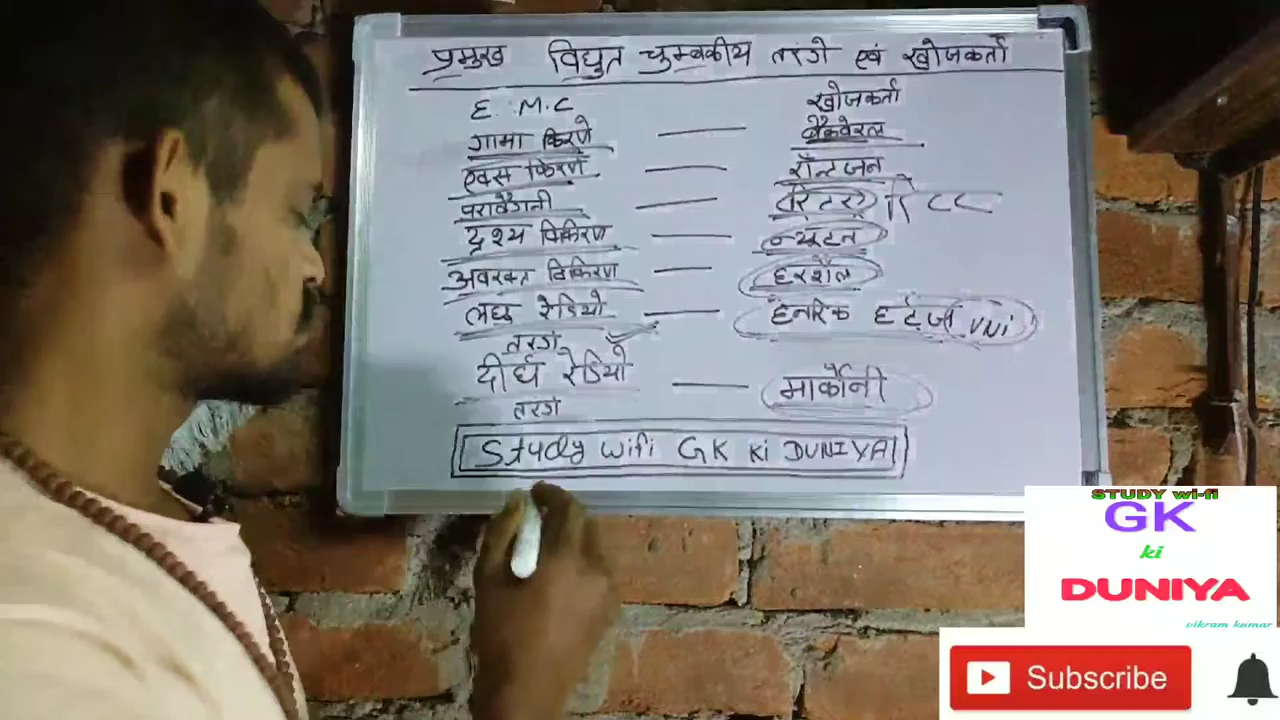 प्रमुख विद्युत चुम्बकीय तरंगे एवं खोजकर्ता
E. M. C खोजकर्ता
गामा किरणे — बैकवेरल
एक्स किरणे — रॉन्टजन
पराबैगनी — रिटर
दृश्य विकिरण — न्यूटन
अवरक्त विकिरण — हरशैल
लघु रेडियो — हेनरिक हर्टज
तरंग
दीर्घ रेडियो — मार्कोनी
तरंग
Study Wifi GK Ki DUNIYA
STUDY wi-fi
GK
ki
DUNIYA
vikram kumar
Subscribe